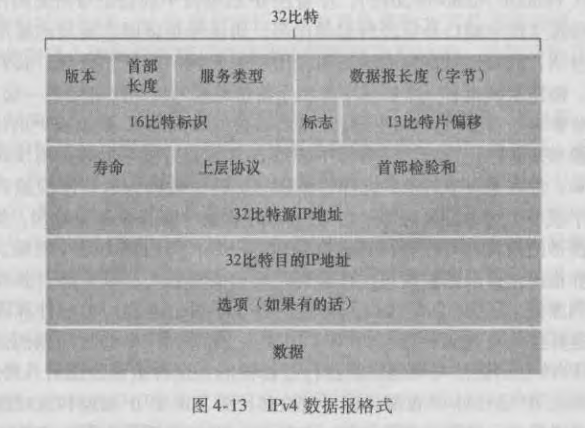 32比特
版本 首部长度 服务类型 数据报长度（字节）
16比特标识 标志 13比特片偏移
寿命 上层协议 首部检验和
32比特源IP地址
32比特目的IP地址
选项（如果有的话）
数据
图 4-13 IPv4 数据报格式